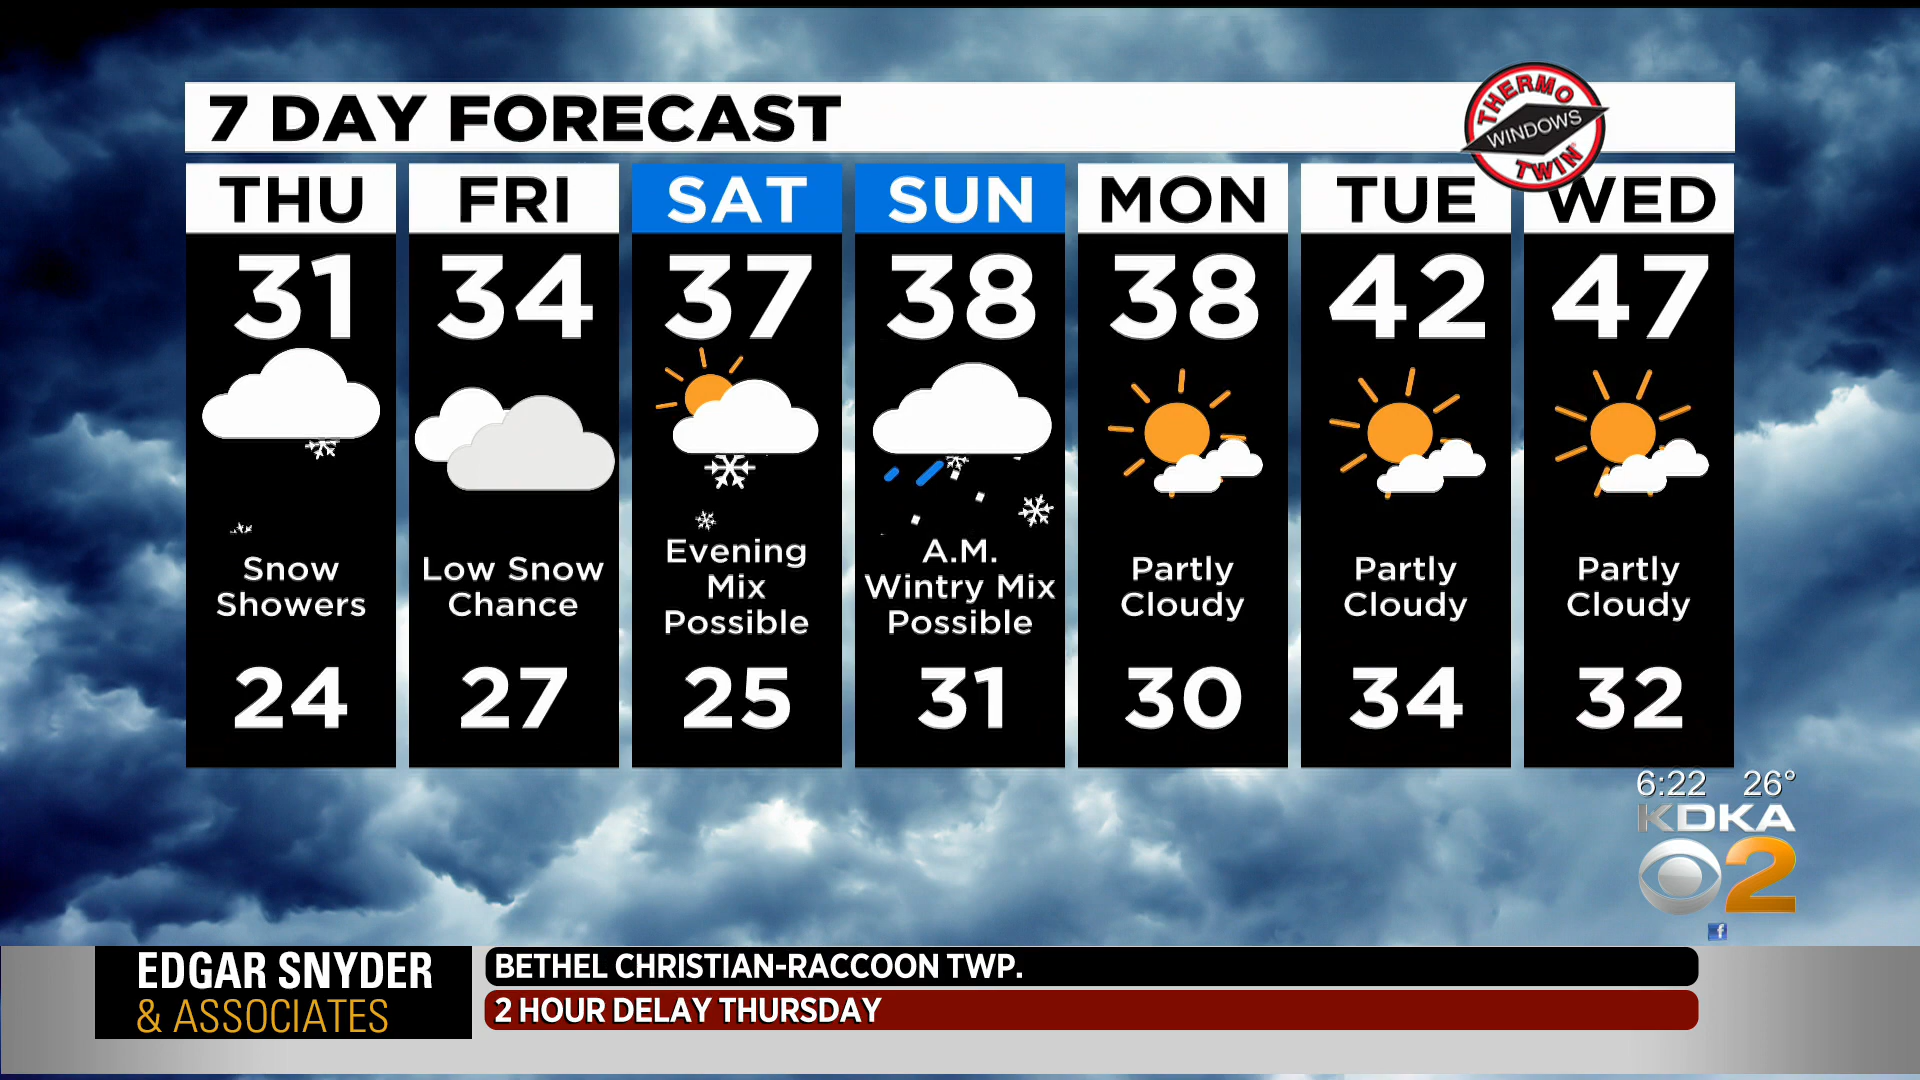 7 DAY FORECAST
THERMO
WINDOWS
TWIN
THU
FRI
SAT
SUN
MON
TUE
WED
31
34
37
38
38
42
47
Snow
Showers
Low Snow
Chance
Evening
Mix
Possible
A.M.
Wintry Mix
Possible
Partly
Cloudy
Partly
Cloudy
Partly
Cloudy
24
27
25
31
30
34
32
6:22 26°
KDKA
2
f
EDGAR SNYDER
& ASSOCIATES
BETHEL CHRISTIAN-RACCOON TWP.
2 HOUR DELAY THURSDAY